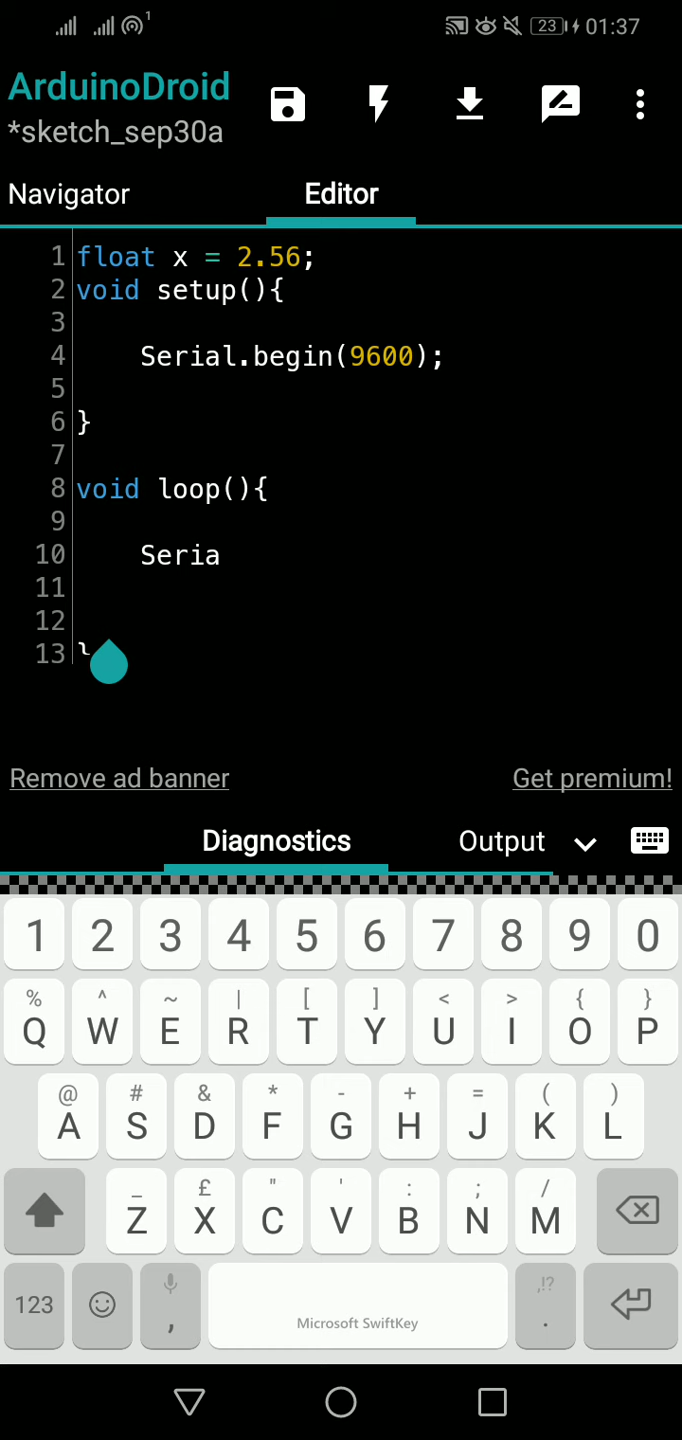 1
23 01:37
ArduinoDroid
*sketch_sep30a
Navigator Editor
1 float x = 2.56;
2 void setup(){
3
4 Serial.begin(9600);
5
6 }
7
8 void loop(){
9
10 Seria
11
12
13 }
Remove ad banner Get premium!
Diagnostics Output
1 2 3 4 5 6 7 8 9 0
% ^ ~ | [ ] < > { }
Q W E R T Y U I O P
@ # & * - + = ( )
A S D F G H J K L
_ £ " ' : ; /
Z X C V B N M
,!?
123 , Microsoft SwiftKey .